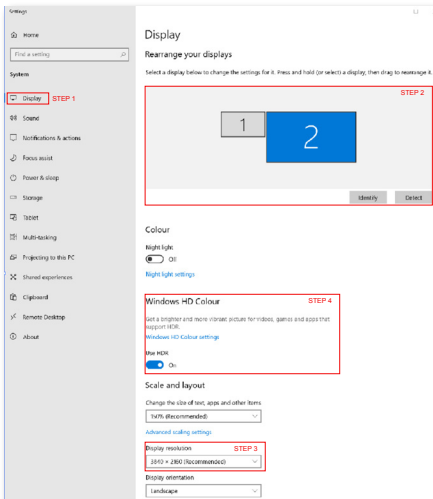 Settings
Home
Find a setting
System
Display
STEP 1
Sound
Notifications & actions
Focus assist
Power & sleep
Storage
Tablet
Multi-tasking
Projecting to this PC
Shared experiences
Clipboard
Remote Desktop
About
Display
Rearrange your displays
Select a display below to change the settings for it. Press and hold (or select) a display, then drag to rearrange it.
STEP 2
1
2
Identify
Detect
Colour
Night light
Off
Night light settings
Windows HD Colour
STEP 4
Get a brighter and more vibrant picture for videos, games and apps that
support HDR.
Windows HD Colour settings
Use HDR
On
Scale and layout
Change the size of text, apps and other items
150% (Recommended)
Advanced scaling settings
Display resolution
STEP 3
3840 × 2160 (Recommended)
Display orientation
Landscape